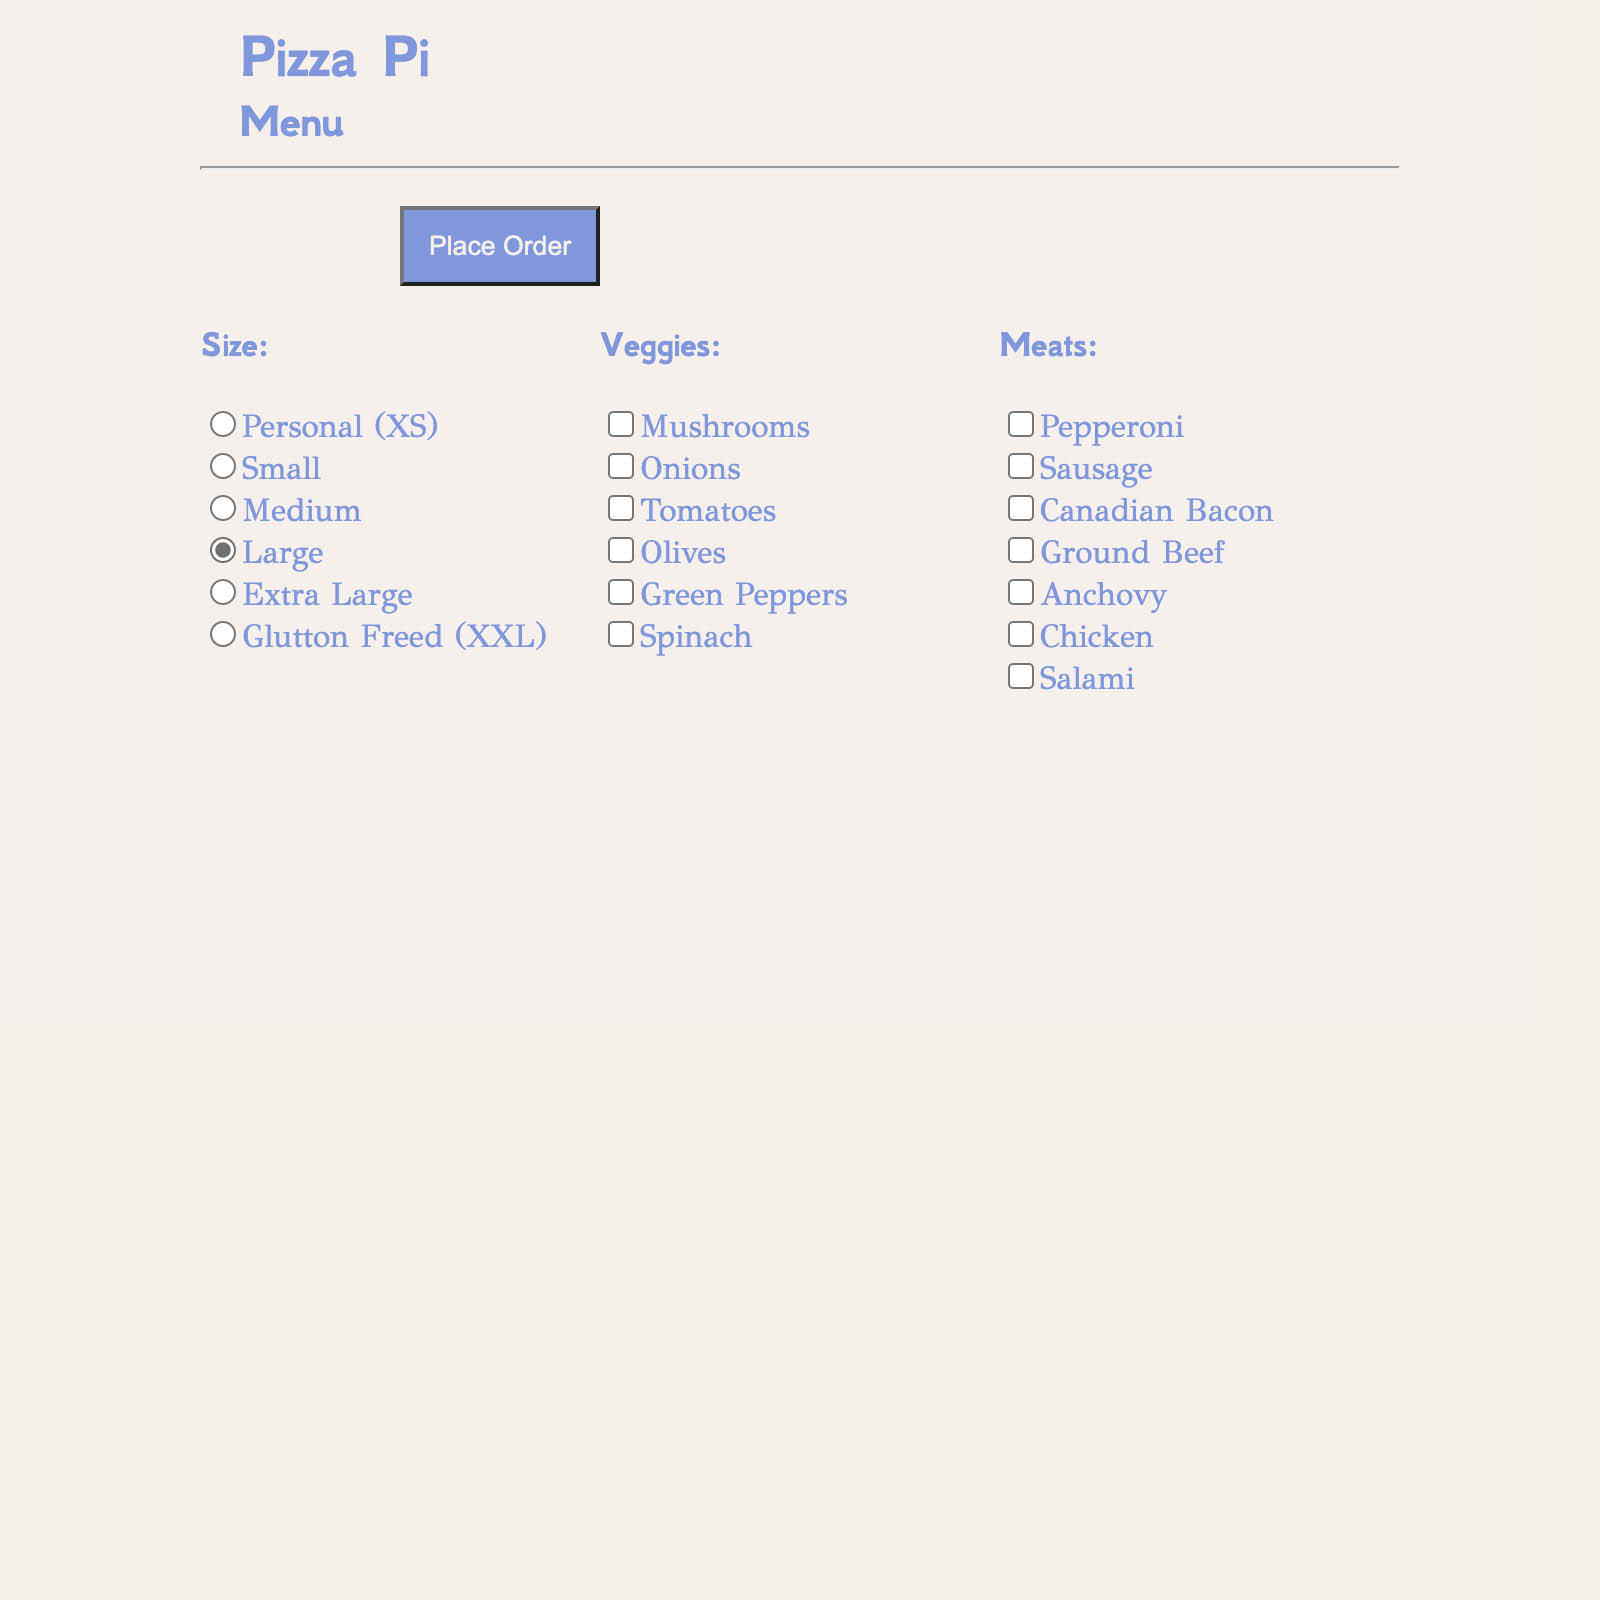 Pizza Pi
Menu
Place Order
Size:
Personal (XS)
Small
Medium
Large
Extra Large
Glutton Freed (XXL)
Veggies:
Mushrooms
Onions
Tomatoes
Olives
Green Peppers
Spinach
Meats:
Pepperoni
Sausage
Canadian Bacon
Ground Beef
Anchovy
Chicken
Salami